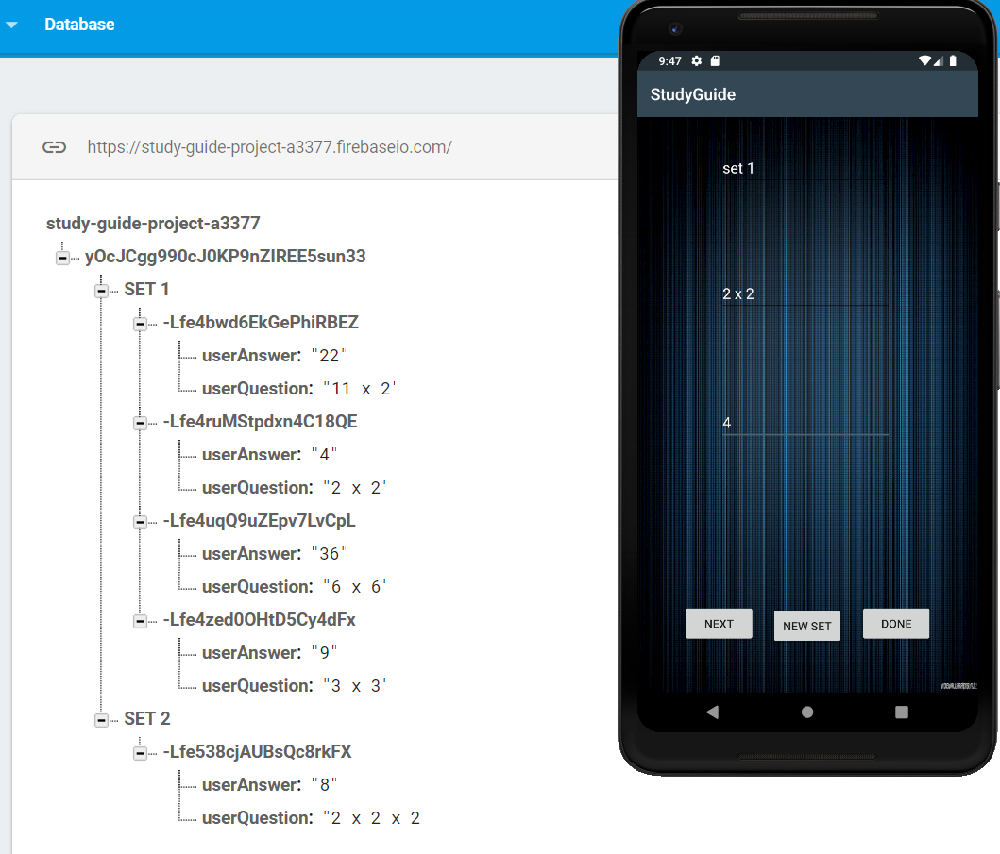 Database
https://study-guide-project-a3377.firebaseio.com/
study-guide-project-a3377
yOcJCgg990cJ0KP9nZIREE5sun33
SET 1
-Lfe4bwd6EkGePhiRBEZ
userAnswer: "22"
userQuestion: "11 x 2'
-Lfe4ruMStpdxn4C18QE
userAnswer: "4"
userQuestion: "2 x 2'
-Lfe4uqQ9uZEpv7LvCpL
userAnswer: "36"
userQuestion: "6 x 6'
-Lfe4zed0OHtD5Cy4dFx
userAnswer: "9"
userQuestion: "3 x 3'
SET 2
-Lfe538cjAUBsQc8rkFX
userAnswer: "8"
userQuestion: "2 x 2 x 2
9:47
StudyGuide
set 1
2 x 2
4
NEXT
NEW SET
DONE